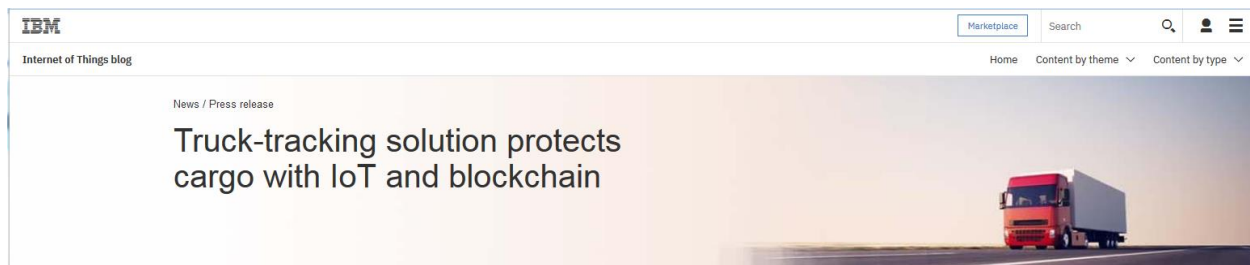 IBM
Marketplace
Search
Internet of Things blog
Home
Content by theme
Content by type
News / Press release
Truck-tracking solution protects
cargo with IoT and blockchain